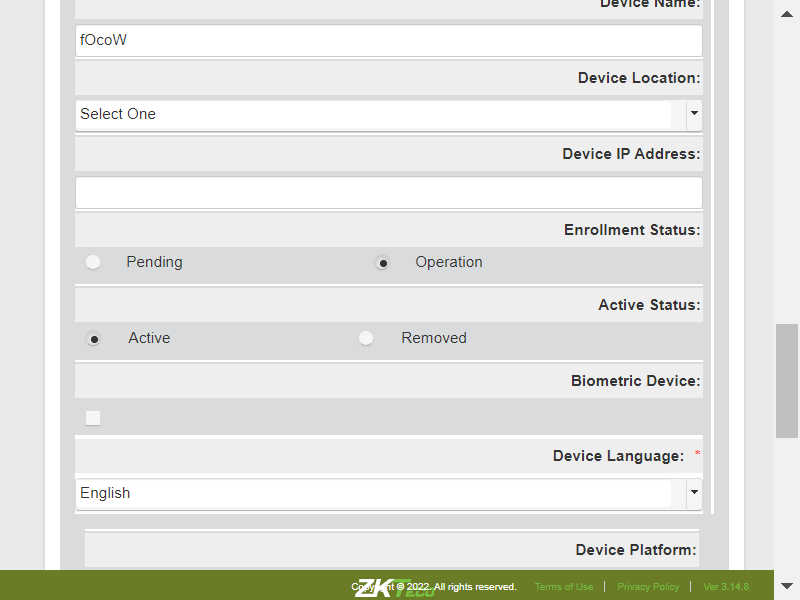 Device Name:
fOcoW
Device Location:
Select One
Device IP Address:
Enrollment Status:
Pending Operation
Active Status:
Active Removed
Biometric Device:
Device Language: *
English
Device Platform:
ZKTeco
Copyright © 2022. All rights reserved. Terms of Use | Privacy Policy | Ver 3.14.8